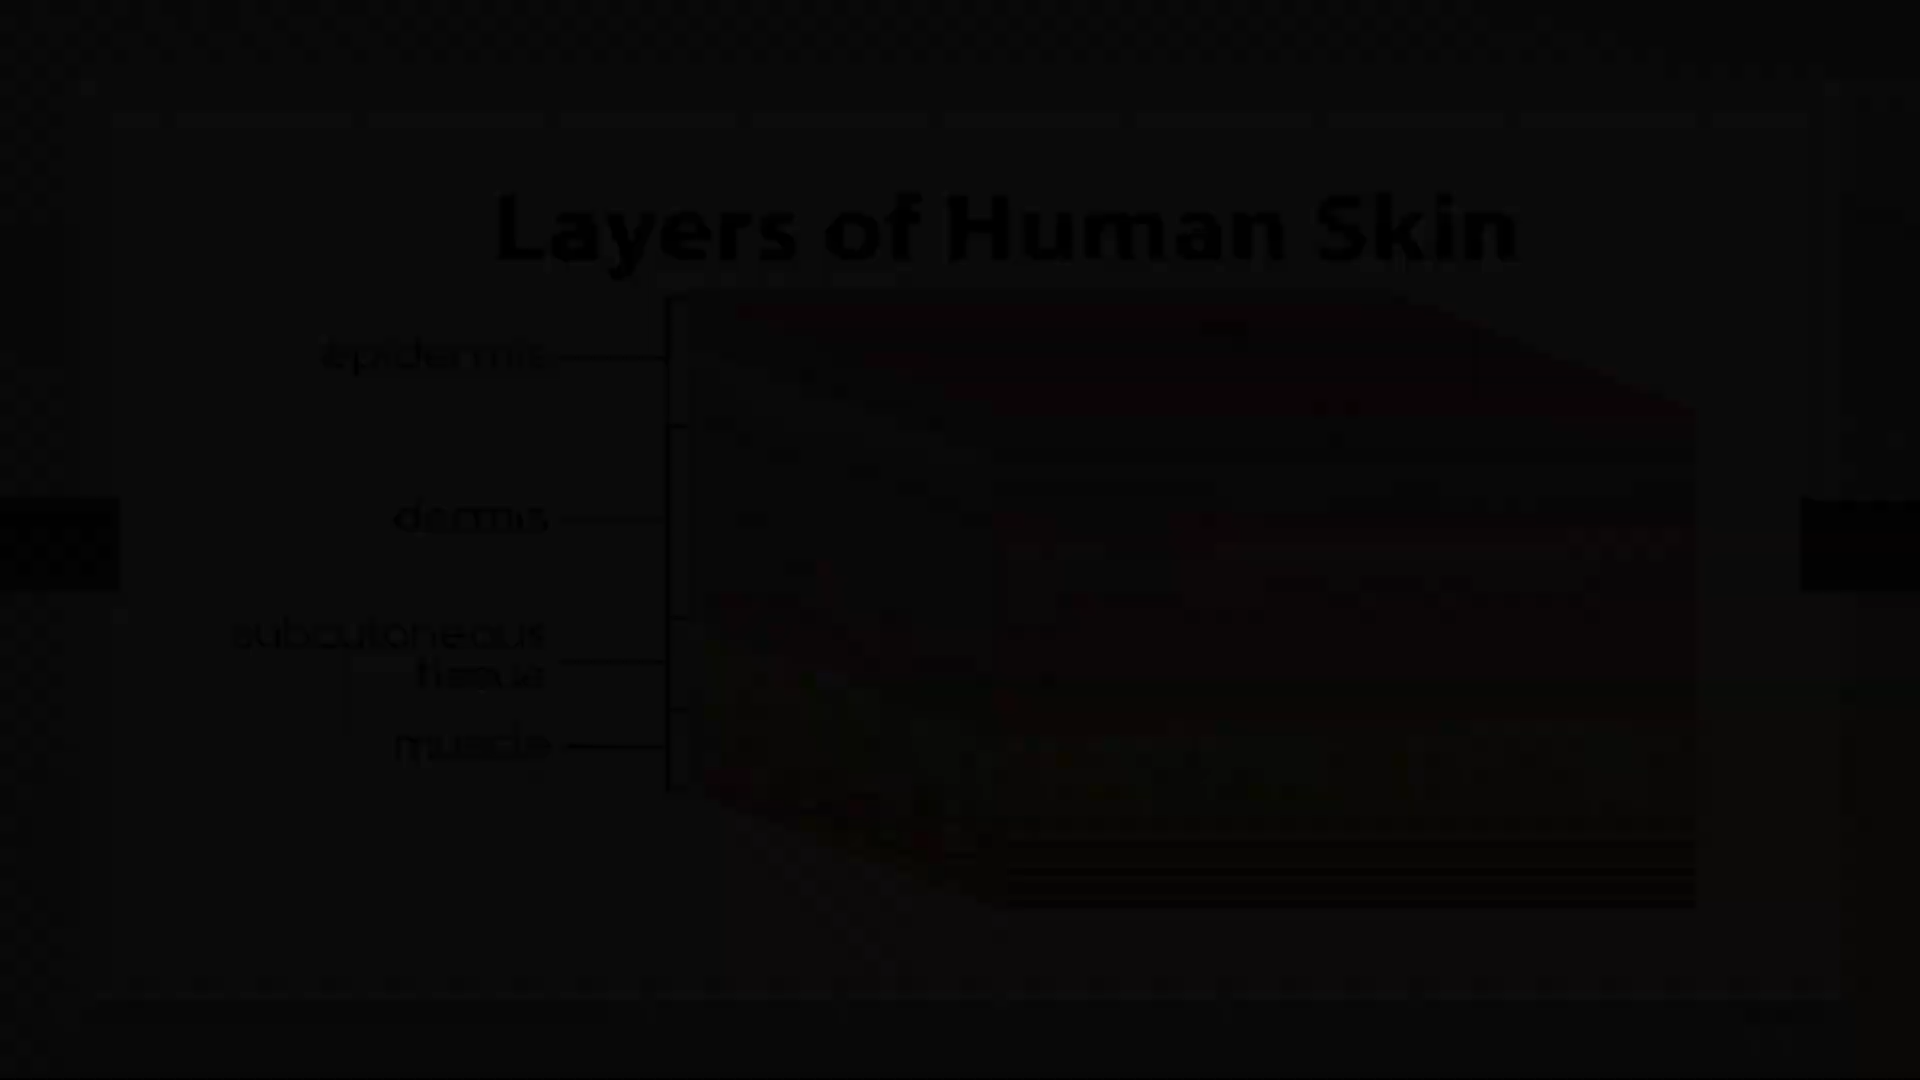 Layers of Human Skin
epidermis
dermis
subcutaneous
tissue
muscle